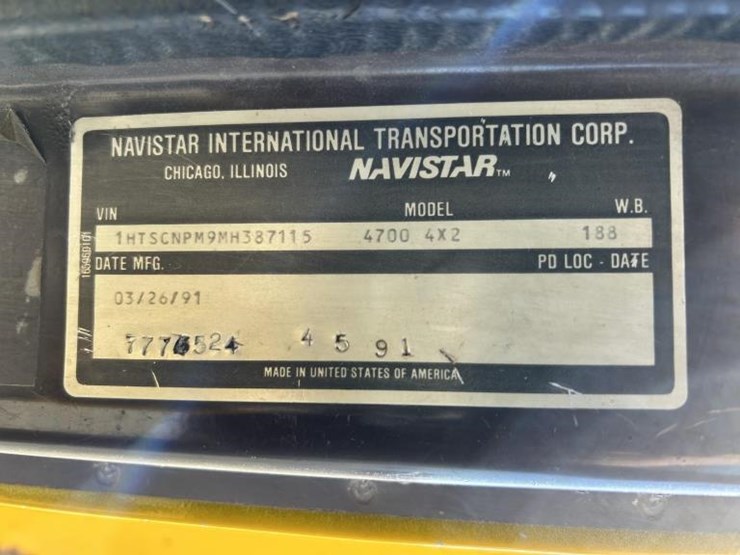 NAVISTAR INTERNATIONAL TRANSPORTATION CORP.
CHICAGO, ILLINOIS NAVISTAR™
VIN MODEL W.B.
1HTSCNPM9MH387115 4700 4X2 188
DATE MFG. PD LOC - DATE
03/26/91
4 5 91
MADE IN UNITED STATES OF AMERICA